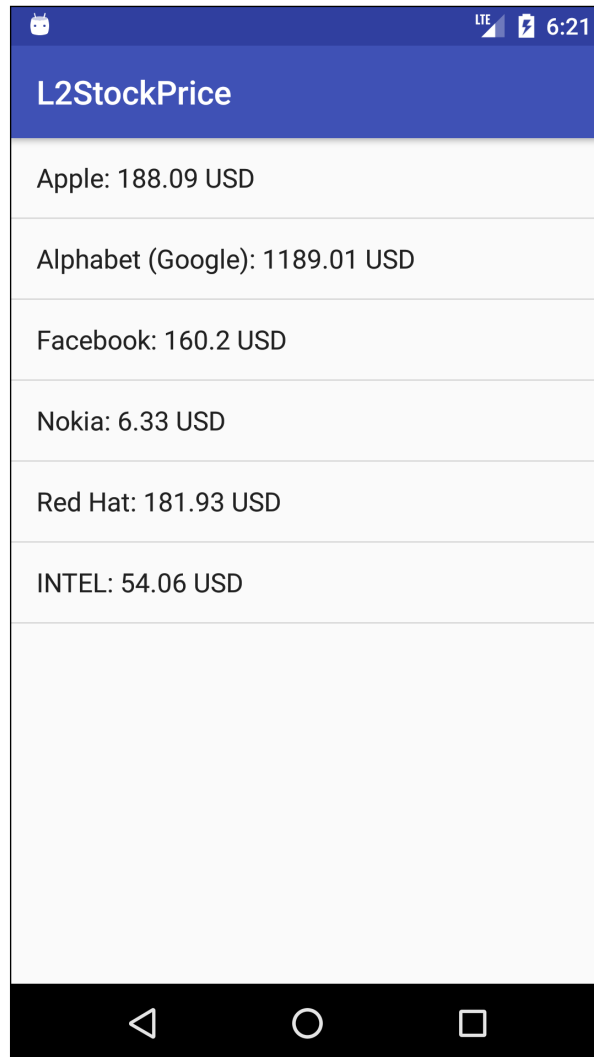 LTE 6:21
L2StockPrice
Apple: 188.09 USD
Alphabet (Google): 1189.01 USD
Facebook: 160.2 USD
Nokia: 6.33 USD
Red Hat: 181.93 USD
INTEL: 54.06 USD